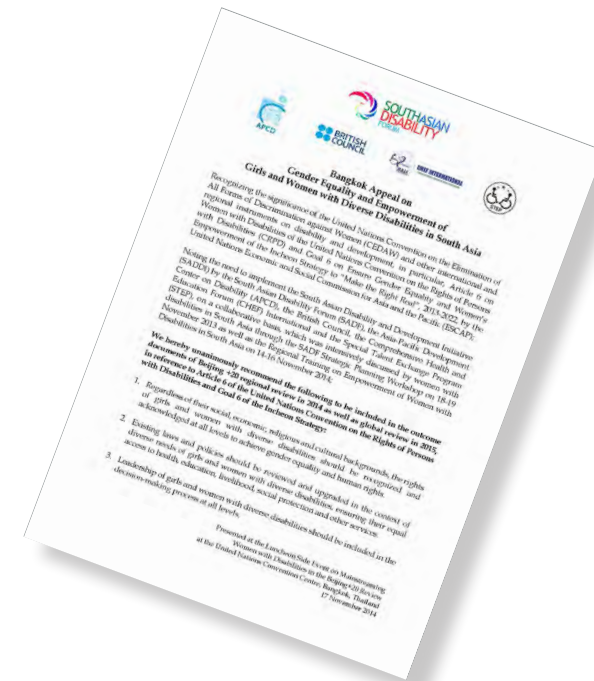 APCD
SOUTHASIAN
DISABILITY
FORUM
BRITISH
COUNCIL
CHEF INTERNATIONAL
STEP
Bangkok Appeal on
Gender Equality and Empowerment of
Girls and Women with Diverse Disabilities in South Asia
Recognizing the significance of the United Nations Convention on the Elimination of
All Forms of Discrimination against Women (CEDAW) and other international and
regional instruments on disability and development, in particular, Article 6 on
Women with Disabilities of the United Nations Convention on the Rights of Persons
with Disabilities (CRPD) and Goal 6 on Ensure Gender Equality and Women's
Empowerment of the Incheon Strategy to "Make the Right Real", 2013-2022, by the
United Nations Economic and Social Commission for Asia and the Pacific (ESCAP);
Noting the need to implement the South Asian Disability and Development Initiative
(SADDI) by the South Asian Disability Forum (SADF), the Asia-Pacific Development
Center on Disability (APCD), the British Council, the Comprehensive Health and
Education Forum (CHEF) International and the Special Talent Exchange Program
(STEP), on a collaborative basis, which was intensively discussed by women with
disabilities in South Asia through the SADF Strategic Planning Workshop on 18-19
November 2013 as well as the Regional Training on Empowerment of Women with
Disabilities in South Asia on 14-16 November 2014;
We hereby unanimously recommend the following to be included in the outcome
documents of Beijing +20 regional review in 2014 as well as global review in 2015,
in reference to Article 6 of the United Nations Convention on the Rights of Persons
with Disabilities and Goal 6 of the Incheon Strategy:
1. Regardless of their social, economic, religious and cultural backgrounds, the rights
of girls and women with diverse disabilities should be recognized and
acknowledged at all levels to achieve gender equality and human rights.
2. Existing laws and policies should be reviewed and upgraded in the context of
diverse needs of girls and women with diverse disabilities, ensuring their equal
access to health, education, livelihood, social protection and other services.
3. Leadership of girls and women with diverse disabilities should be included in the
decision-making process at all levels.
Presented at the Luncheon Side Event on Mainstreaming
Women with Disabilities in the Beijing +20 Review
at the United Nations Convention Center, Bangkok, Thailand
17 November 2014